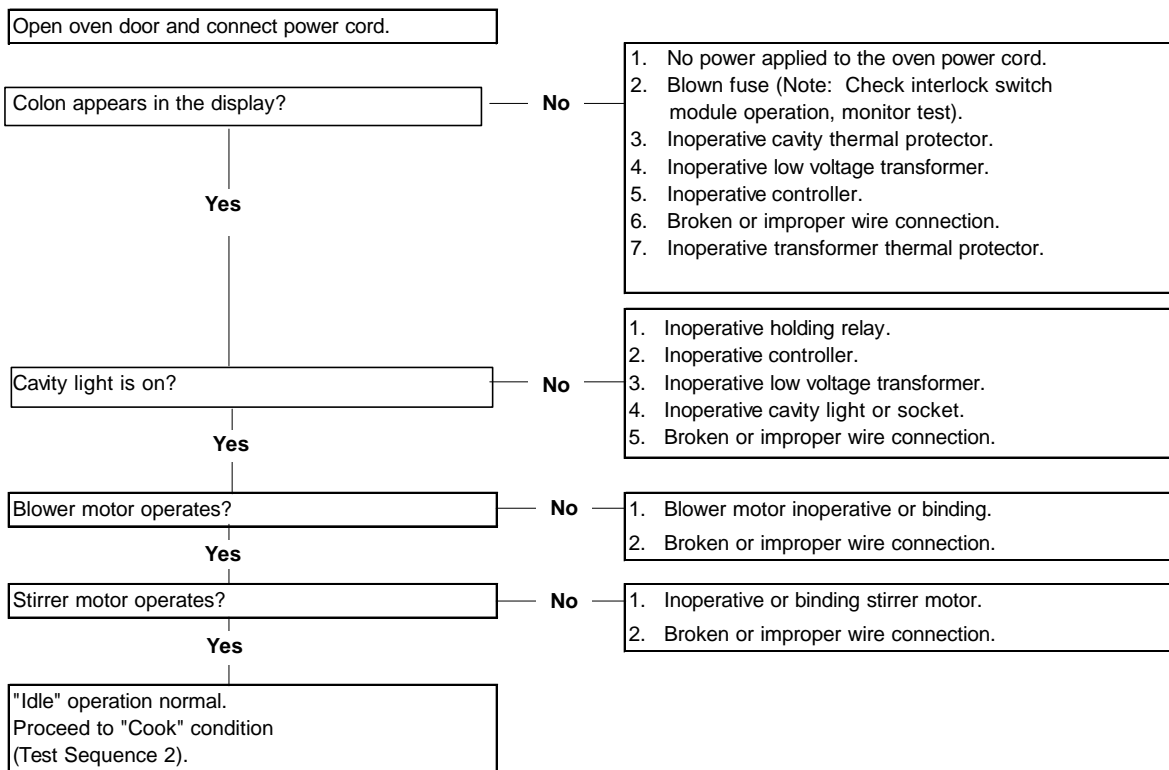 Open oven door and connect power cord.
Colon appears in the display?
No
1. No power applied to the oven power cord.
2. Blown fuse (Note: Check interlock switch
module operation, monitor test).
3. Inoperative cavity thermal protector.
4. Inoperative low voltage transformer.
5. Inoperative controller.
6. Broken or improper wire connection.
7. Inoperative transformer thermal protector.
Yes
Cavity light is on?
No
1. Inoperative holding relay.
2. Inoperative controller.
3. Inoperative low voltage transformer.
4. Inoperative cavity light or socket.
5. Broken or improper wire connection.
Yes
Blower motor operates?
No
1. Blower motor inoperative or binding.
2. Broken or improper wire connection.
Yes
Stirrer motor operates?
No
1. Inoperative or binding stirrer motor.
2. Broken or improper wire connection.
Yes
"Idle" operation normal.
Proceed to "Cook" condition
(Test Sequence 2).